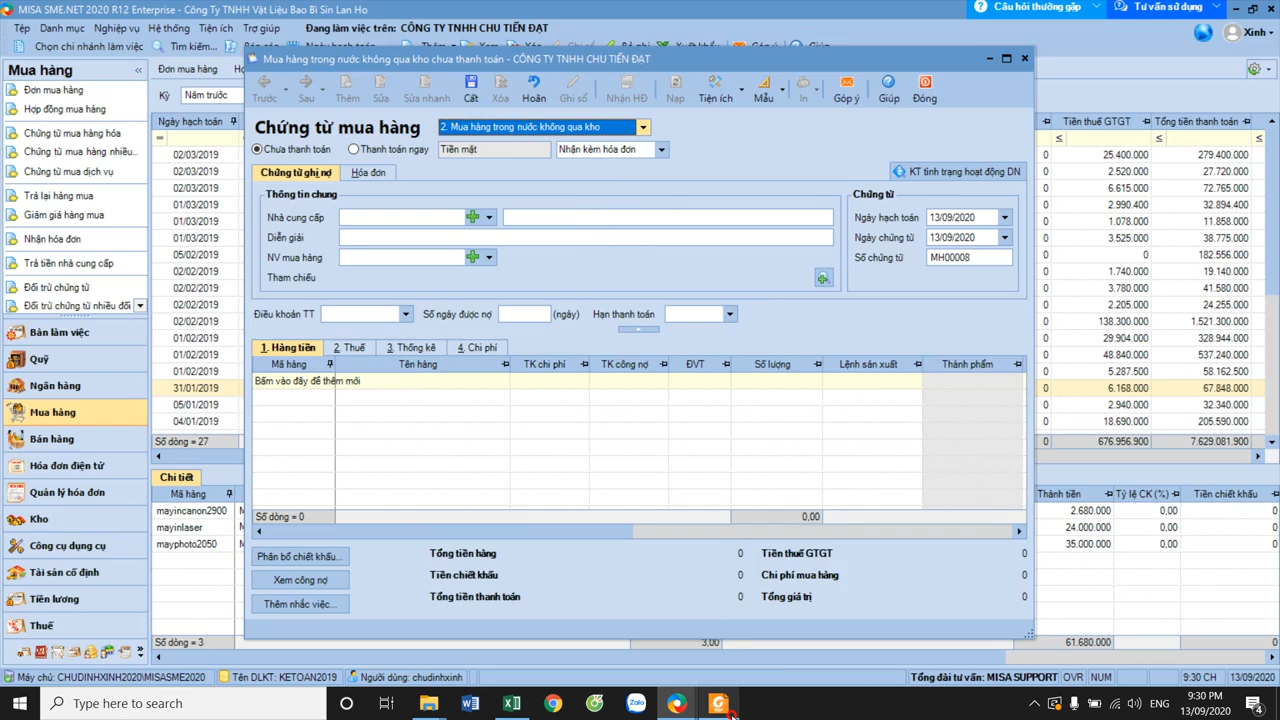 MISA SME.NET 2020 R12 Enterprise - Công Ty TNHH Vật Liệu Bao Bì Sin Lan Ho
Câu hỏi thường gặp
Tư vấn sử dụng
Tệp Danh mục Nghiệp vụ Hệ thống Tiện ích Trợ giúp
Đang làm việc trên: CÔNG TY TNHH CHU TIẾN ĐẠT
Xinh
Chọn chi nhánh làm việc Tìm kiếm...
Mua hàng
Đơn mua hàng
Hợp đồng mua hàng
Chứng từ mua hàng hóa
Chứng từ mua hàng nhiều...
Chứng từ mua dịch vụ
Trả lại hàng mua
Giảm giá hàng mua
Nhận hóa đơn
Trả tiền nhà cung cấp
Đối trừ chứng từ
Đối trừ chứng từ nhiều đối
Bàn làm việc
Quỹ
Ngân hàng
Mua hàng
Bán hàng
Hóa đơn điện tử
Quản lý hóa đơn
Kho
Công cụ dụng cụ
Tài sản cố định
Tiền lương
Thuế
Đơn mua hàng
Kỳ Năm trước
Ngày hạch toán
=
02/03/2019
02/03/2019
02/03/2019
01/03/2019
01/03/2019
01/03/2019
05/02/2019
02/02/2019
02/02/2019
02/02/2019
02/02/2019
01/02/2019
01/02/2019
01/02/2019
31/01/2019
05/01/2019
04/01/2019
Số dòng = 27
Chi tiết
Mã hàng
mayincanon2900
mayinlaser
mayphoto2050
Số dòng = 3
Mua hàng trong nước không qua kho chưa thanh toán - CÔNG TY TNHH CHU TIẾN ĐẠT
Trước Sau Thêm Sửa Sửa nhanh Cất Xóa Hoãn Ghi sổ Nhận HĐ Nạp Tiện ích Mẫu In Góp ý Giúp Đóng
Chứng từ mua hàng
2. Mua hàng trong nước không qua kho
Chưa thanh toán Thanh toán ngay Tiền mặt Nhận kèm hóa đơn
Chứng từ ghi nợ Hóa đơn
KT tình trạng hoạt động DN
Thông tin chung
Nhà cung cấp
Diễn giải
NV mua hàng
Tham chiếu
Chứng từ
Ngày hạch toán 13/09/2020
Ngày chứng từ 13/09/2020
Số chứng từ MH00008
Điều khoản TT Số ngày được nợ (ngày) Hạn thanh toán
1. Hàng tiền 2. Thuế 3. Thống kê 4. Chi phí
Mã hàng Tên hàng TK chi phí TK công nợ ĐVT Số lượng Lệnh sản xuất Thành phẩm
Bấm vào đây để thêm mới
Số dòng = 0 0,00
Phân bổ chiết khấu...
Xem công nợ
Thêm nhắc việc...
Tổng tiền hàng 0 Tiền thuế GTGT 0
Tiền chiết khấu 0 Chi phí mua hàng 0
Tổng tiền thanh toán 0 Tổng giá trị 0
Tiền thuế GTGT Tổng tiền thanh toán
≤ ≤ ≤
0 25.400.000 279.400.000
0 2.520.000 27.720.000
0 6.615.000 72.765.000
0 2.990.400 32.894.400
0 1.078.000 11.858.000
0 3.525.000 38.775.000
0 0 182.556.000
0 1.740.000 19.140.000
0 3.780.000 41.580.000
0 2.205.000 24.255.000
0 138.300.000 1.521.300.000
0 29.904.000 328.944.000
0 48.840.000 537.240.000
0 5.287.500 58.162.500
0 6.168.000 67.848.000
0 2.940.000 32.340.000
0 18.690.000 205.590.000
0 676.956.900 7.629.081.900
Thành tiền Tỷ lệ CK (%) Tiền chiết khấu
2.680.000 0,00 0
24.000.000 0,00 0
35.000.000 0,00 0
3,00 61.680.000 0
Máy chủ: CHUDINHXINH2020\MISASME2020 Tên DLKT: KETOAN2019 Người dùng: chudinhxinh
Tổng đài tư vấn: MISA SUPPORT OVR NUM 9:30 CH 13/09/2020
Type here to search
Zalo
ENG 9:30 PM
13/09/2020
4